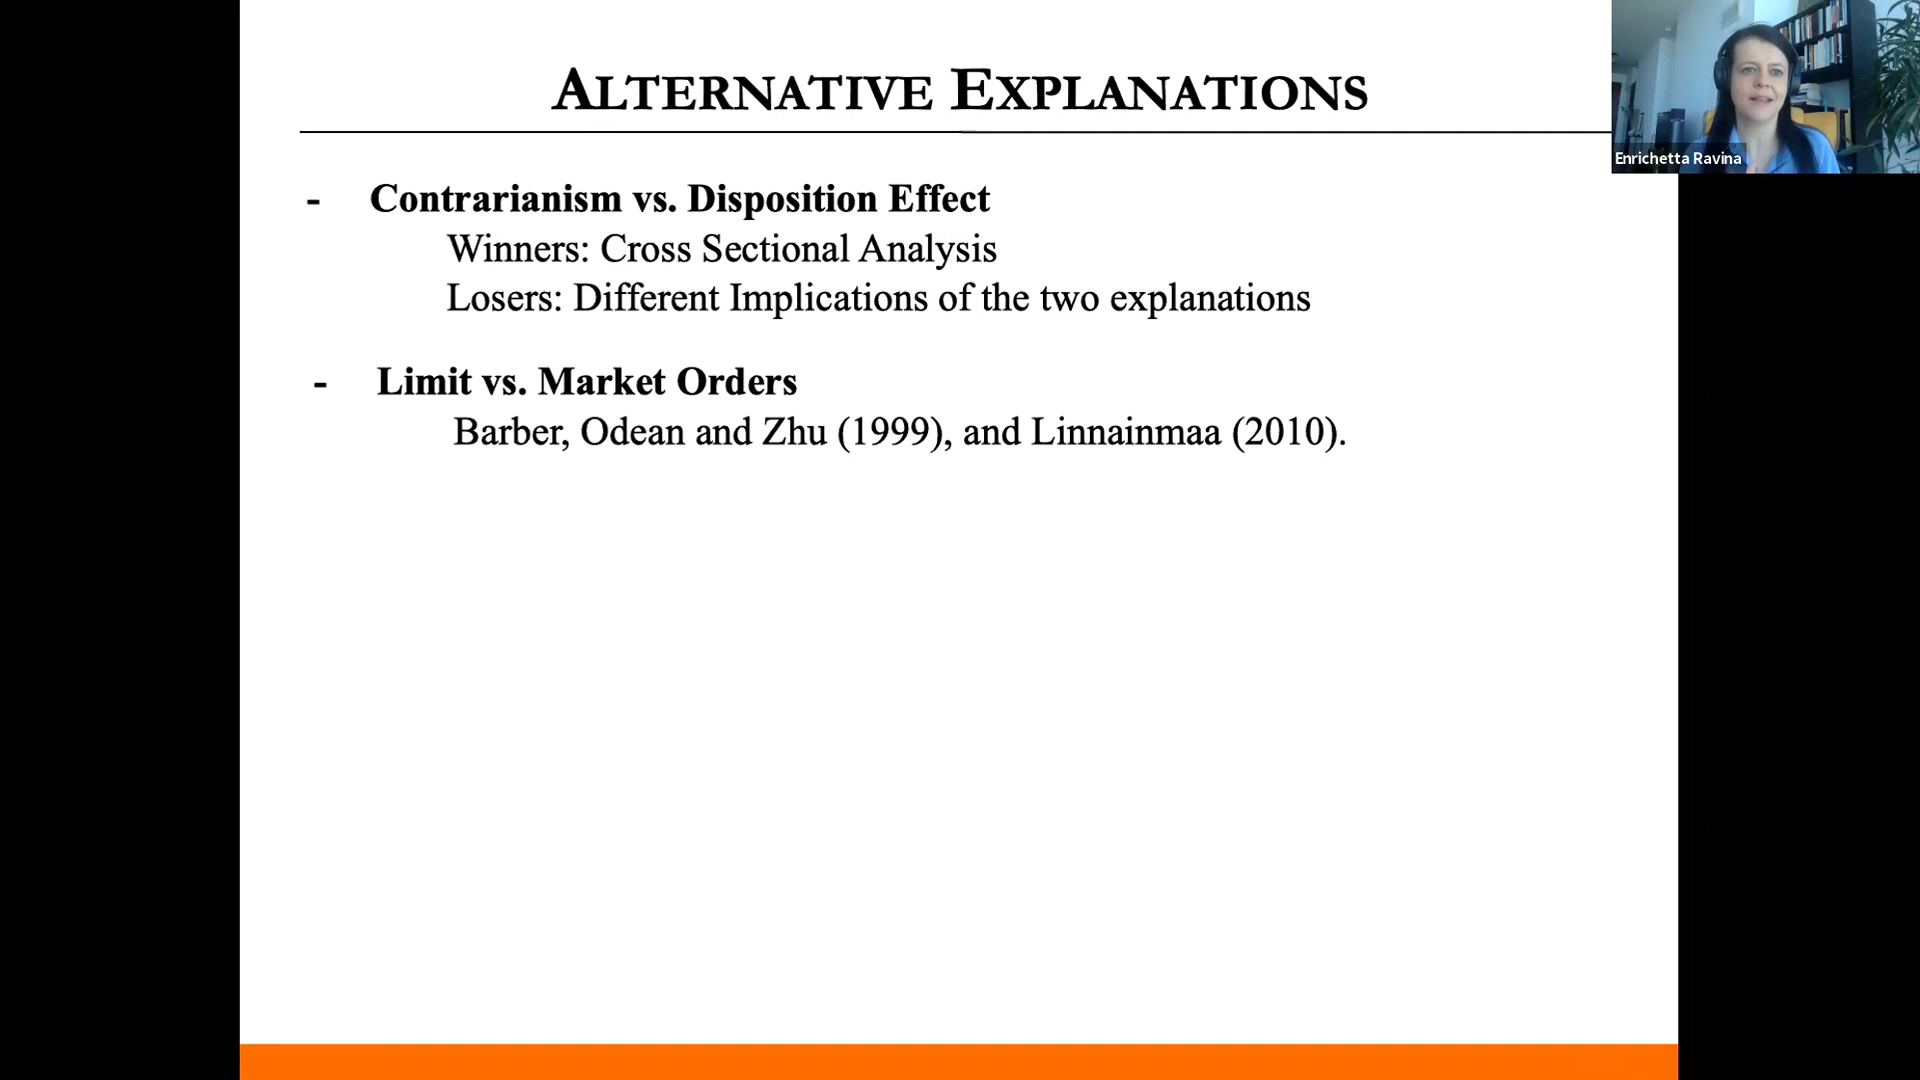 ALTERNATIVE EXPLANATIONS
Enrichetta Ravina
- Contrarianism vs. Disposition Effect
Winners: Cross Sectional Analysis
Losers: Different Implications of the two explanations
- Limit vs. Market Orders
Barber, Odean and Zhu (1999), and Linnainmaa (2010).